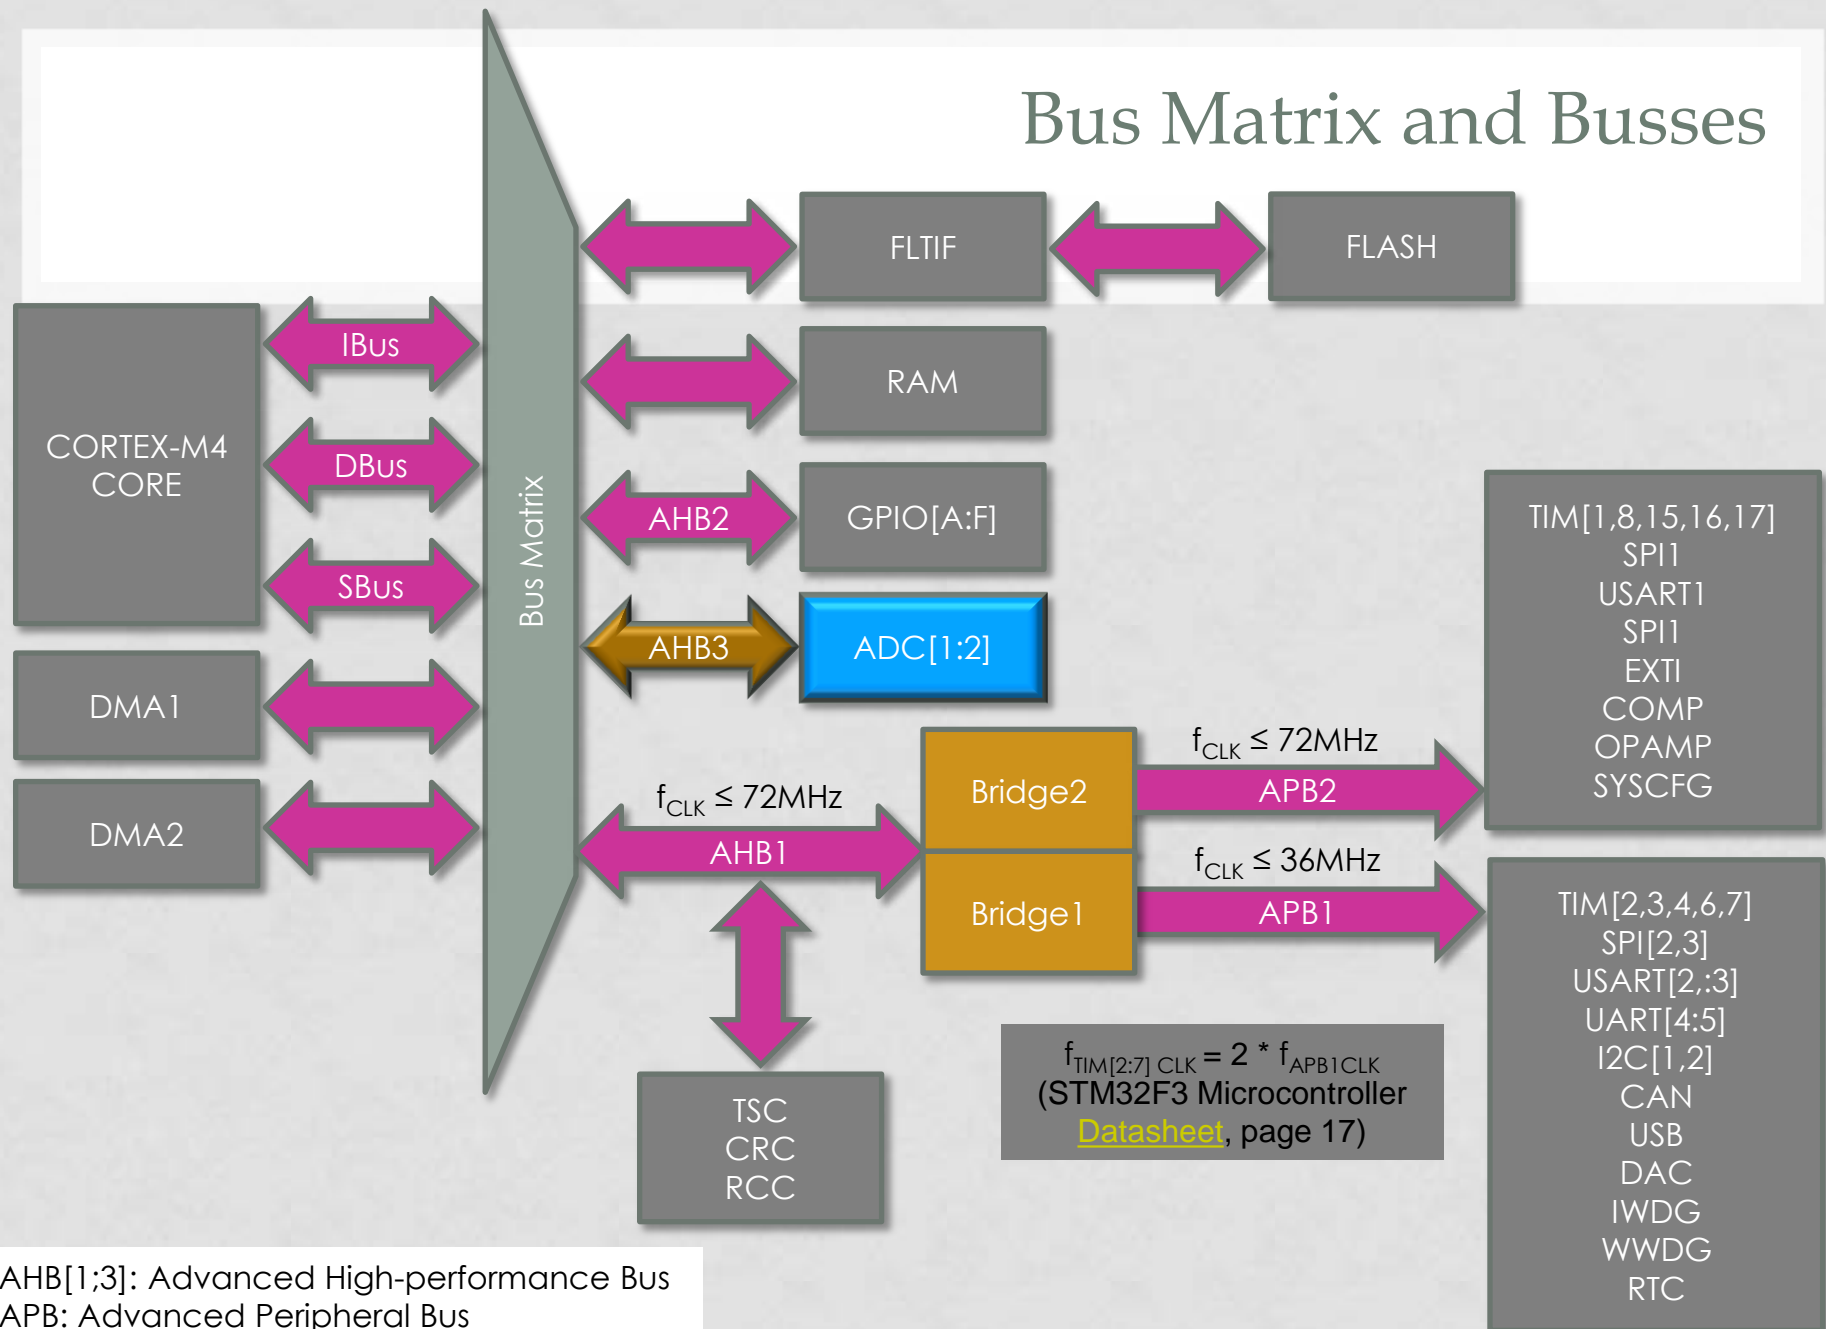 Bus Matrix and Busses
FLTIF
FLASH
IBus
RAM
CORTEX-M4
CORE
DBus
Bus Matrix
AHB2
GPIO[A:F]
SBus
AHB3
ADC[1:2]
DMA1
DMA2
fCLK ≤ 72MHz
AHB1
Bridge2
Bridge1
fCLK ≤ 72MHz
APB2
fCLK ≤ 36MHz
APB1
TIM[1,8,15,16,17]
SPI1
USART1
SPI1
EXTI
COMP
OPAMP
SYSCFG
TIM[2,3,4,6,7]
SPI[2,3]
USART[2,:3]
UART[4:5]
I2C[1,2]
CAN
USB
DAC
IWDG
WWDG
RTC
TSC
CRC
RCC
fTIM[2:7] CLK = 2 * fAPB1CLK
(STM32F3 Microcontroller
Datasheet, page 17)
AHB[1;3]: Advanced High-performance Bus
APB: Advanced Peripheral Bus